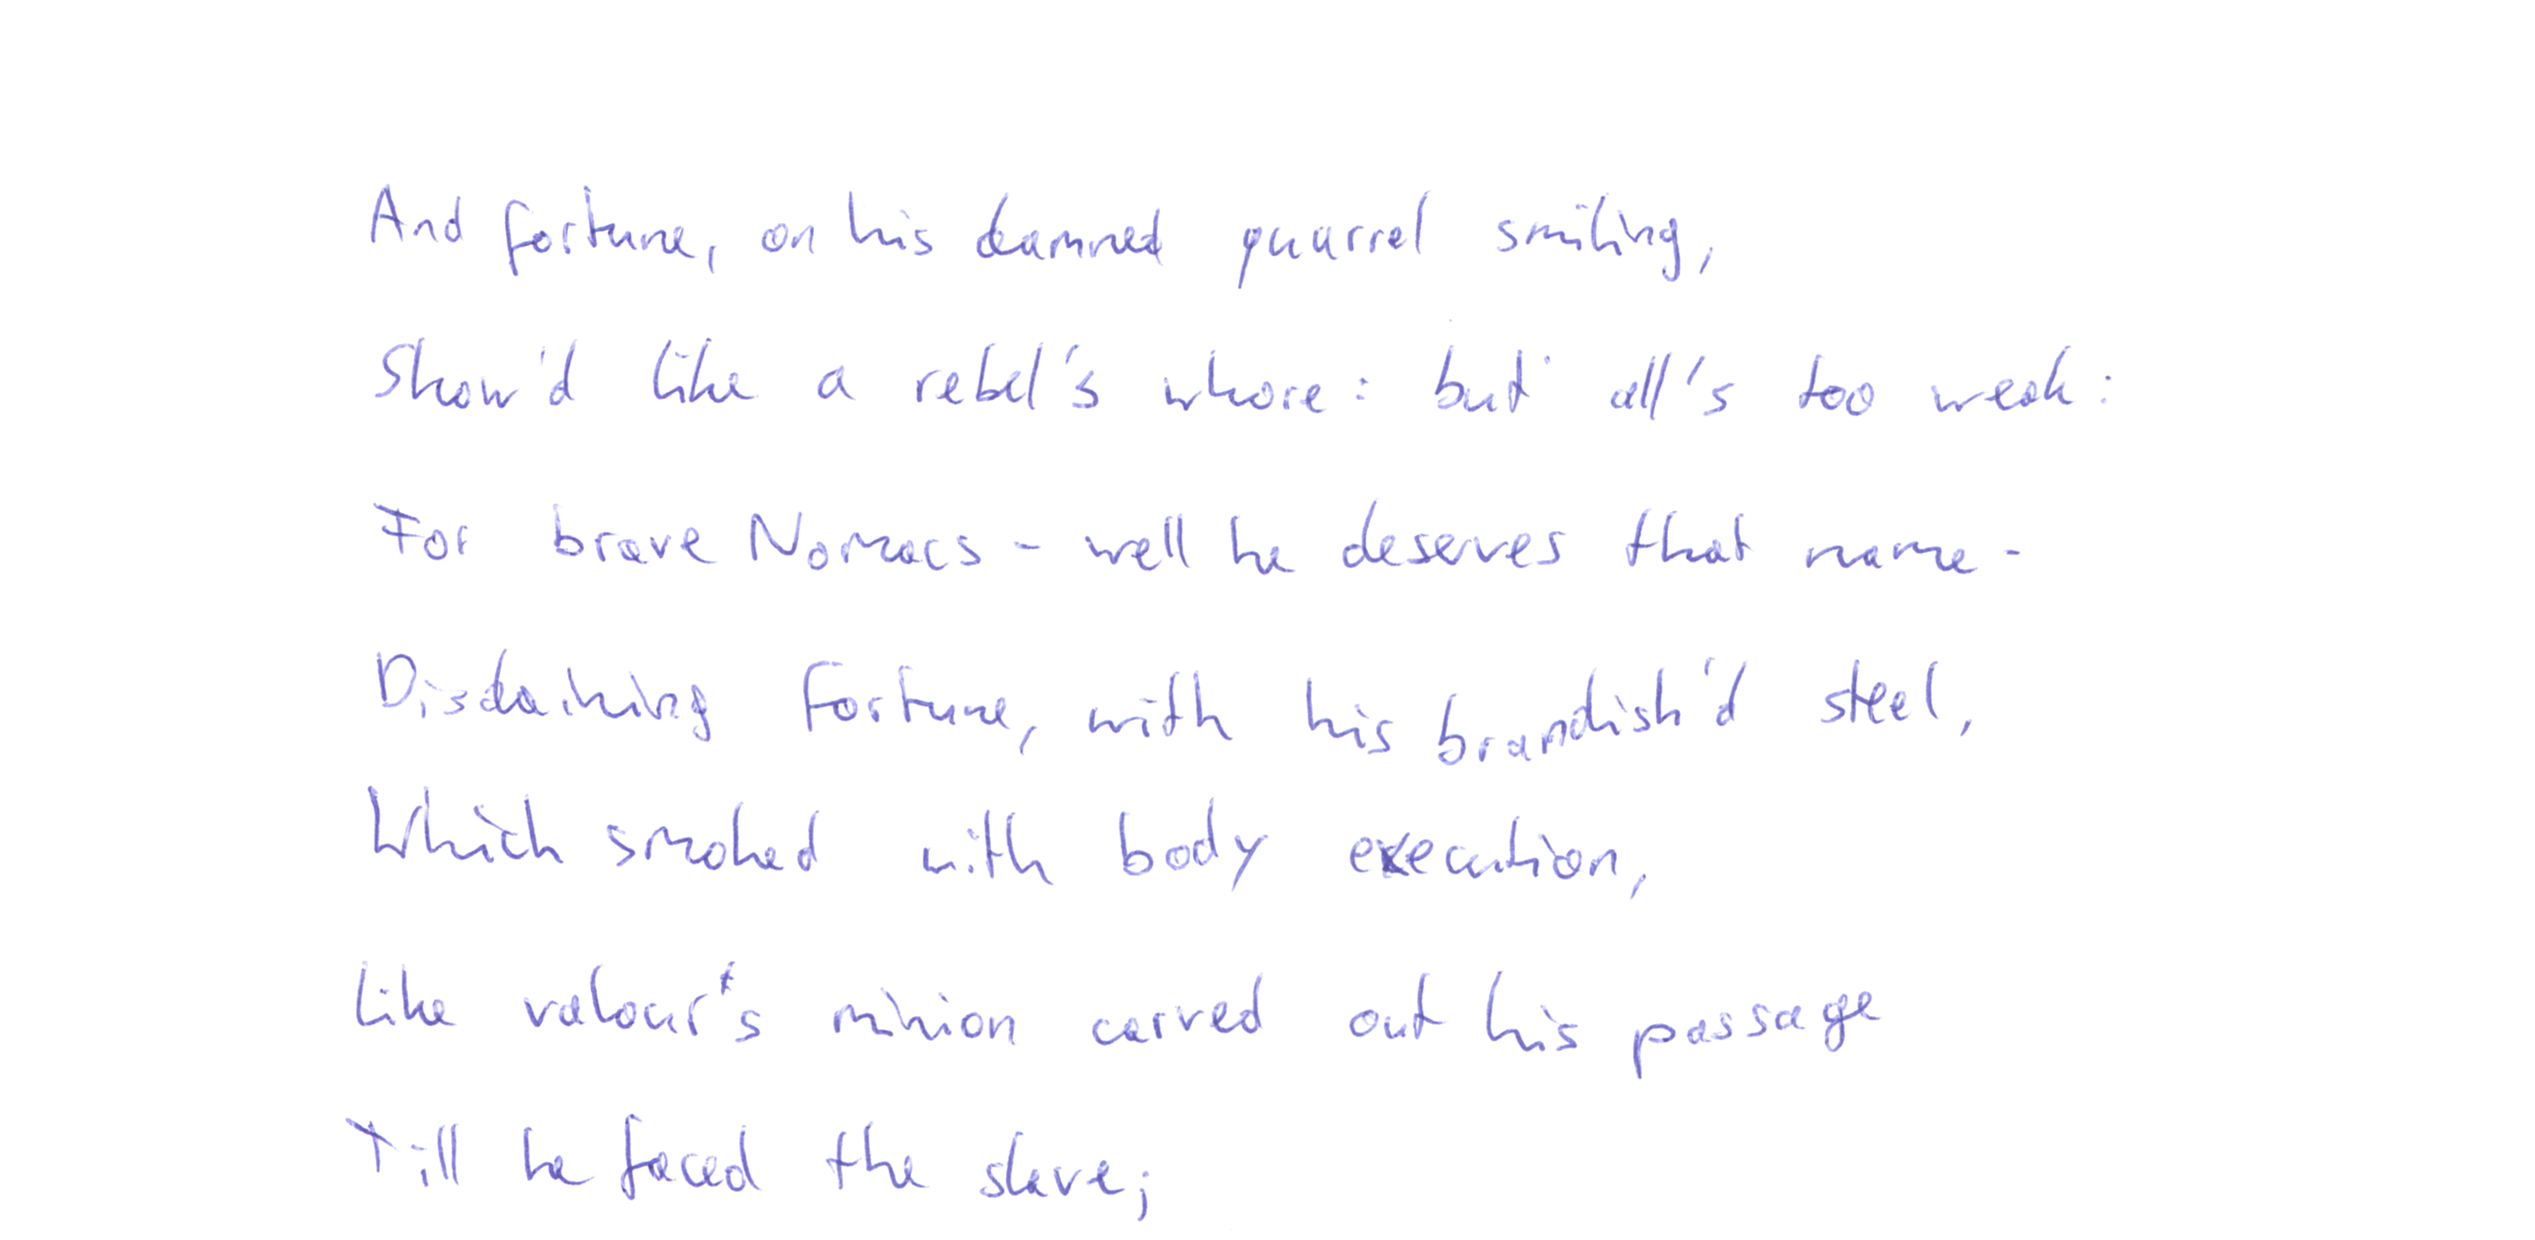 And fortune, on his damned quarrel smiling,
Show'd like a rebel's whore: but all's too weak:
For brave Nomacs - well he deserves that name -
Disdaining Fortune, with his brandish'd steel,
Which smoked with body execution,
Like valour's minion carved out his passage
Till he faced the slave;